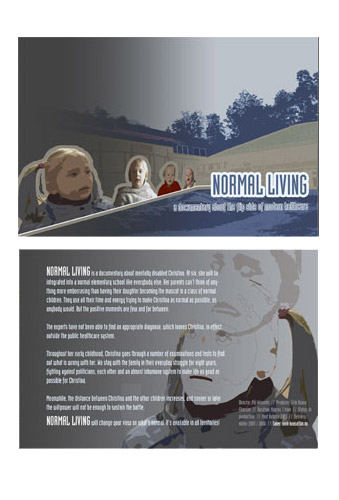 NORMAL LIVING
a documentary about the flip side of modern healthcare
NORMAL LIVING is a documentary about mentally disabled Christina. At six, she will be
integrated into a normal elementary school like everybody else. Her parents can't think of any
thing more embarrasing than having their daughter becoming the mascot in a class of normal
children. They use all their time and energy trying to make Christina as normal as possible, as
anybody would. But the positive moments are few and far between.
The experts have not been able to find an appropriate diagnose, which leaves Christina, in effect
outside the public healthcare system.
Throughout her early childhood, Christina goes through a number of examinations and tests to find
out what is wrong with her. We stay with the family in their everyday struggle for eight years,
fighting against politicians, each other and an almost inhumane system to make life as great as
possible for Christina.
Meanwhile, the distance between Christina and the other children increases, and sooner or later
the willpower will not be enough to sustain the battle.
NORMAL LIVING will change your view on what's normal. It's available in all territories!
Director: // Producer:
// Status: in
production //